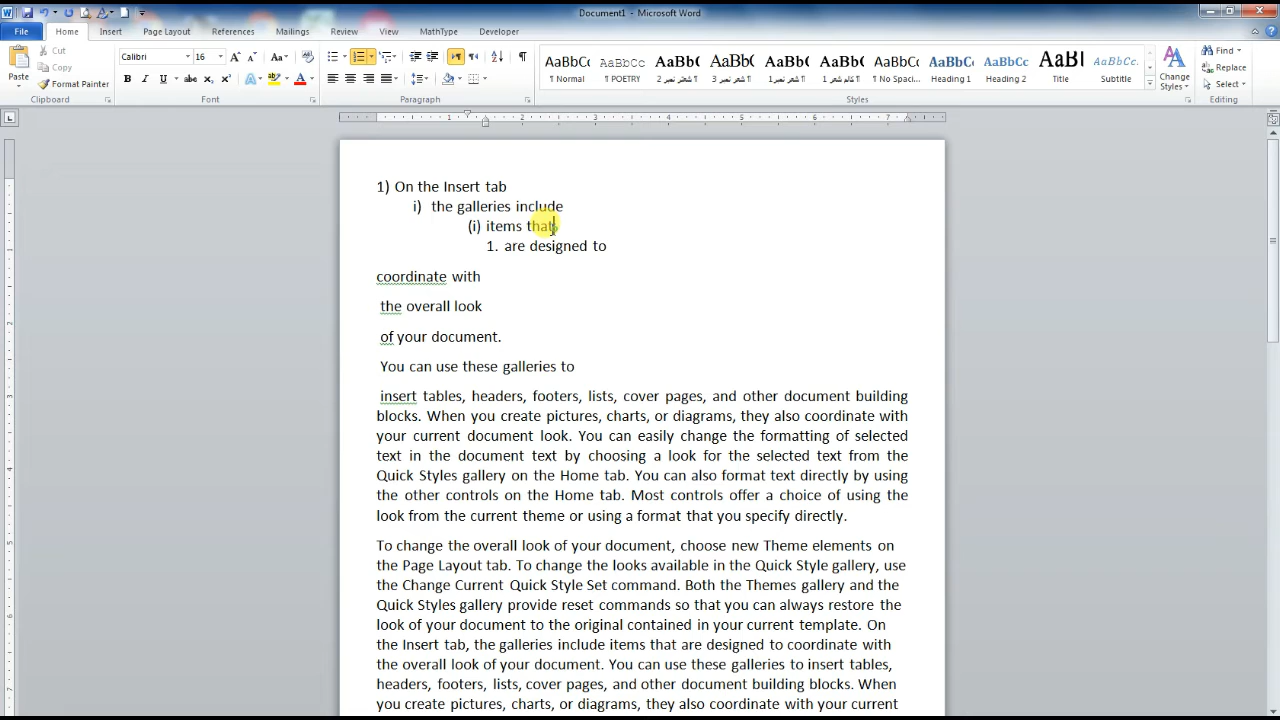 Document1 - Microsoft Word
File Home Insert Page Layout References Mailings Review View MathType Developer
Cut
Copy
Format Painter
Paste
Clipboard
Calibri 16
Font
Paragraph
AaBbCc. AaBbCc. AaBbCc AaBbC AaBbC AaBbC AaBbCc. AaBbCc AaBbCc AaBl AaBbCc.
¶ Normal ¶ POETRY ¶ No Spaci... Heading 1 Heading 2 Title Subtitle
Change
Styles
Styles
Find
Replace
Select
Editing
1 2 3 4 5 6 7
1) On the Insert tab
i) the galleries include
(i) items that
1. are designed to
coordinate with
the overall look
of your document.
You can use these galleries to
insert tables, headers, footers, lists, cover pages, and other document building
blocks. When you create pictures, charts, or diagrams, they also coordinate with
your current document look. You can easily change the formatting of selected
text in the document text by choosing a look for the selected text from the
Quick Styles gallery on the Home tab. You can also format text directly by using
the other controls on the Home tab. Most controls offer a choice of using the
look from the current theme or using a format that you specify directly.
To change the overall look of your document, choose new Theme elements on
the Page Layout tab. To change the looks available in the Quick Style gallery, use
the Change Current Quick Style Set command. Both the Themes gallery and the
Quick Styles gallery provide reset commands so that you can always restore the
look of your document to the original contained in your current template. On
the Insert tab, the galleries include items that are designed to coordinate with
the overall look of your document. You can use these galleries to insert tables,
headers, footers, lists, cover pages, and other document building blocks. When
you create pictures, charts, or diagrams, they also coordinate with your current